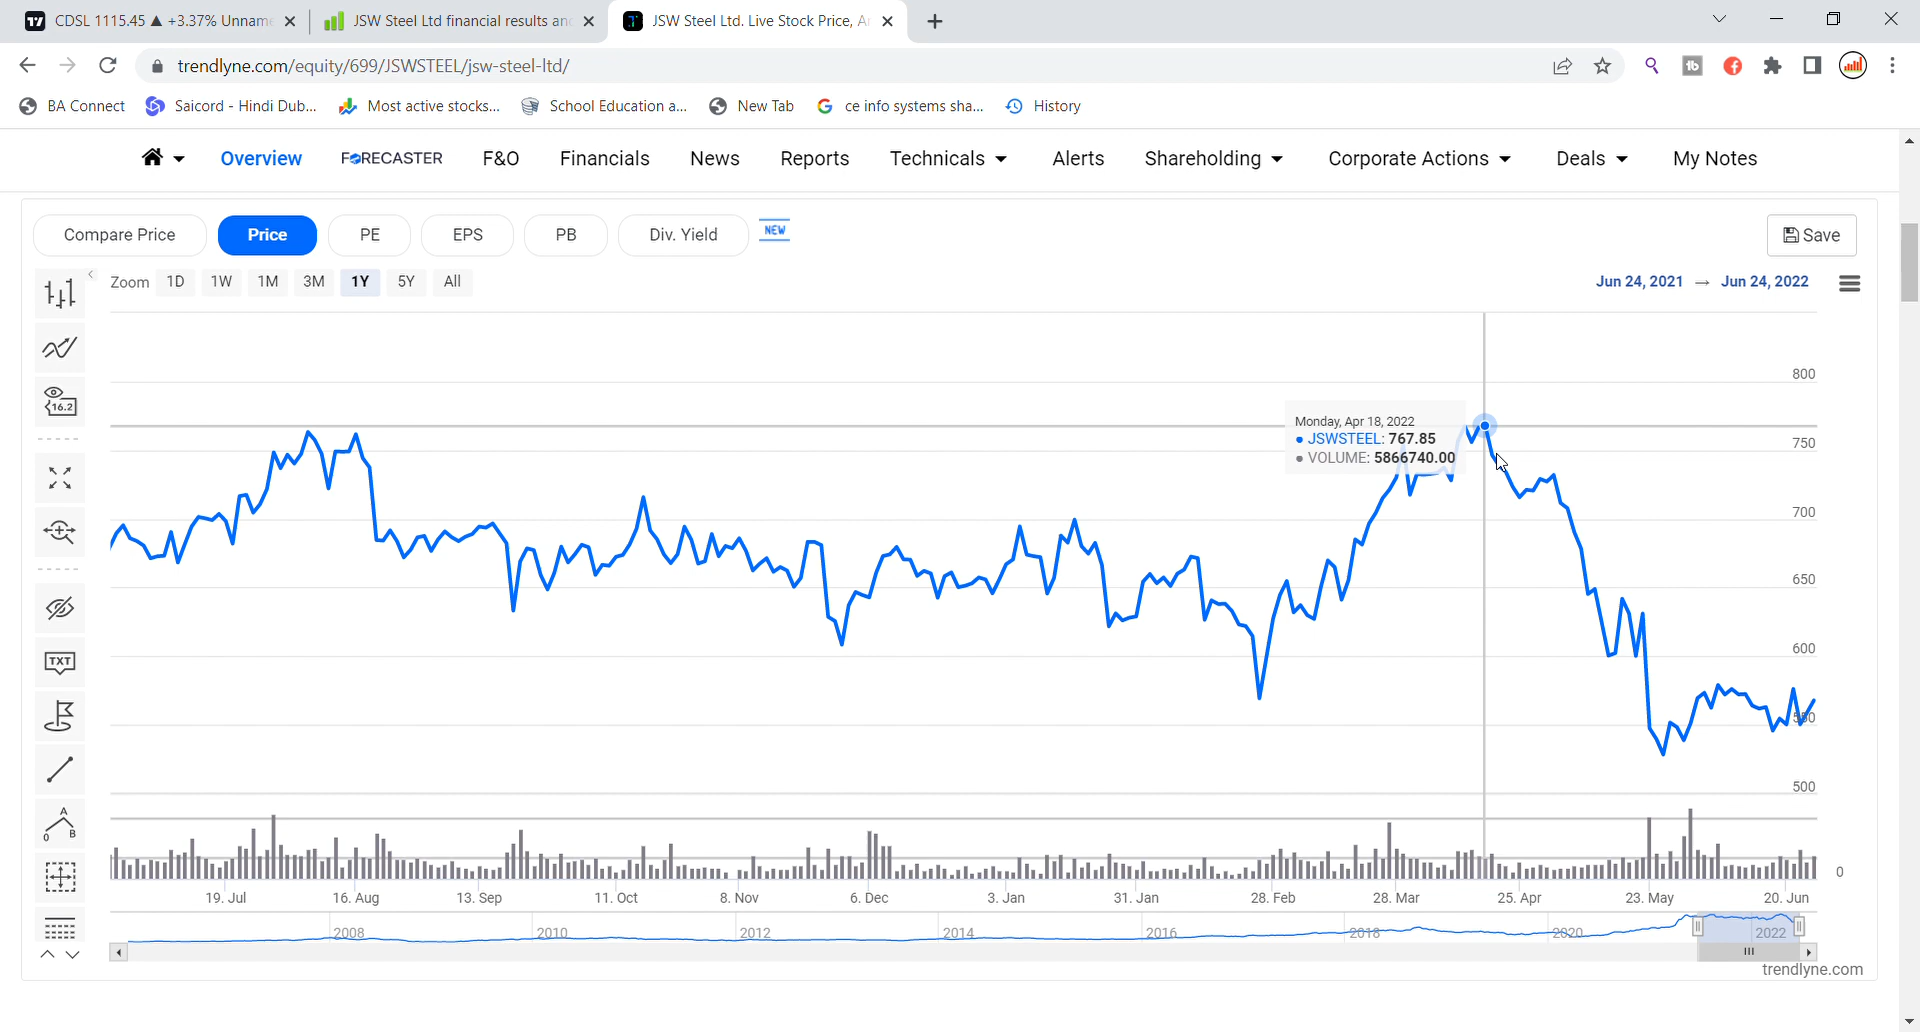 CDSL 1115.45 ▲ +3.37% Unname
JSW Steel Ltd financial results an
JSW Steel Ltd. Live Stock Price, A
trendlyne.com/equity/699/JSWSTEEL/jsw-steel-ltd/
BA Connect
Saicord - Hindi Dub...
Most active stocks...
School Education a...
New Tab
ce info systems sha...
History
Overview
FORECASTER
F&O
Financials
News
Reports
Technicals
Alerts
Shareholding
Corporate Actions
Deals
My Notes
Compare Price
Price
PE
EPS
PB
Div. Yield
NEW
Save
Zoom
1D
1W
1M
3M
1Y
5Y
All
Jun 24, 2021 → Jun 24, 2022
16.2
TXT
A
0 B
800
750
700
650
600
550
500
0
Monday, Apr 18, 2022
● JSWSTEEL: 767.85
● VOLUME: 5866740.00
19. Jul
16. Aug
13. Sep
11. Oct
8. Nov
6. Dec
3. Jan
31. Jan
28. Feb
28. Mar
25. Apr
23. May
20. Jun
2008
2010
2012
2014
2016
2018
2020
2022
trendlyne.com